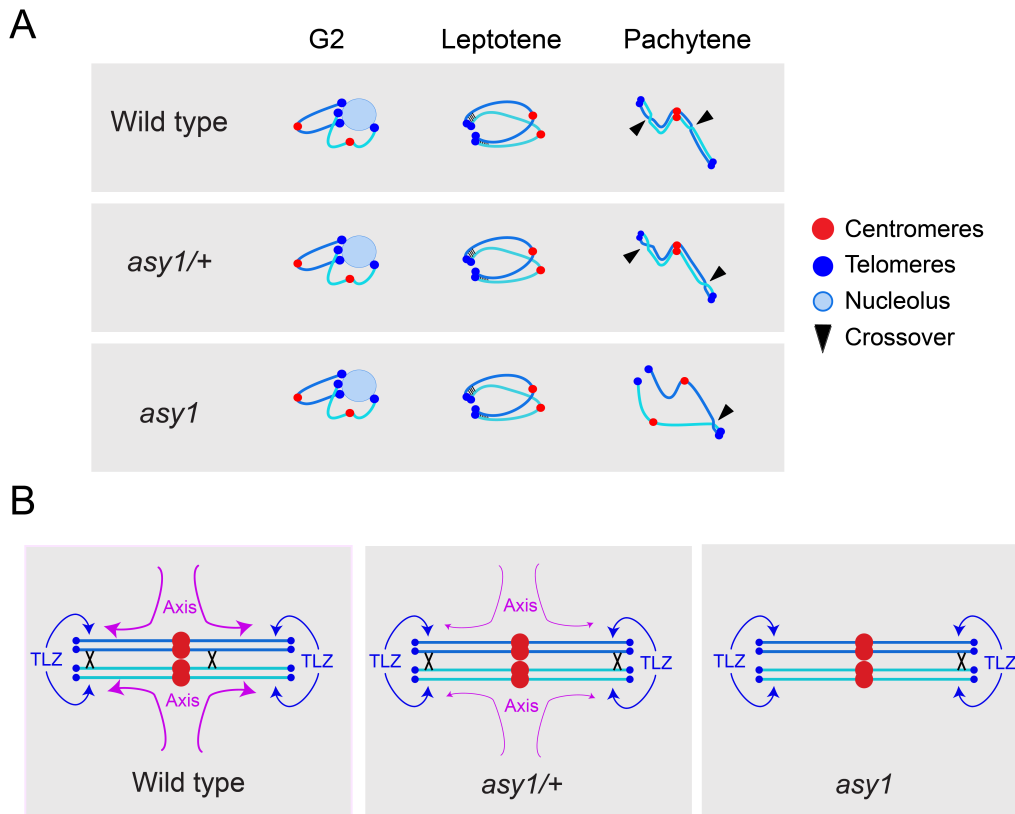 A
G2 Leptotene Pachytene
Wild type
asy1/+
asy1
Centromeres
Telomeres
Nucleolus
Crossover
B
Axis
TLZ TLZ
Axis
Wild type
Axis
TLZ TLZ
Axis
asy1/+
TLZ TLZ
asy1